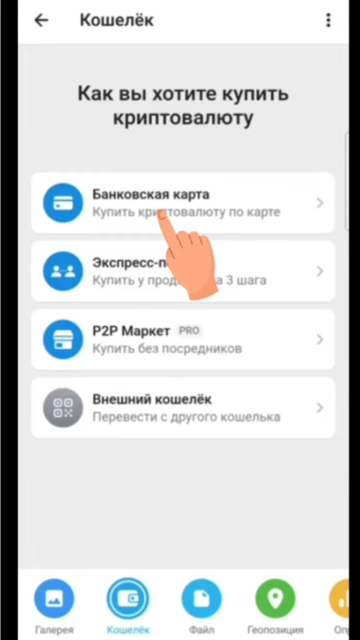 Кошелёк
Как вы хотите купить
криптовалюту
Банковская карта
Купить криптовалюту по карте
Экспресс-
Купить у 3 шага
P2P Маркет PRO
Купить без посредников
Внешний кошелёк
Перевести с другого кошелька
Галерея Кошелёк Файл Геопозиция